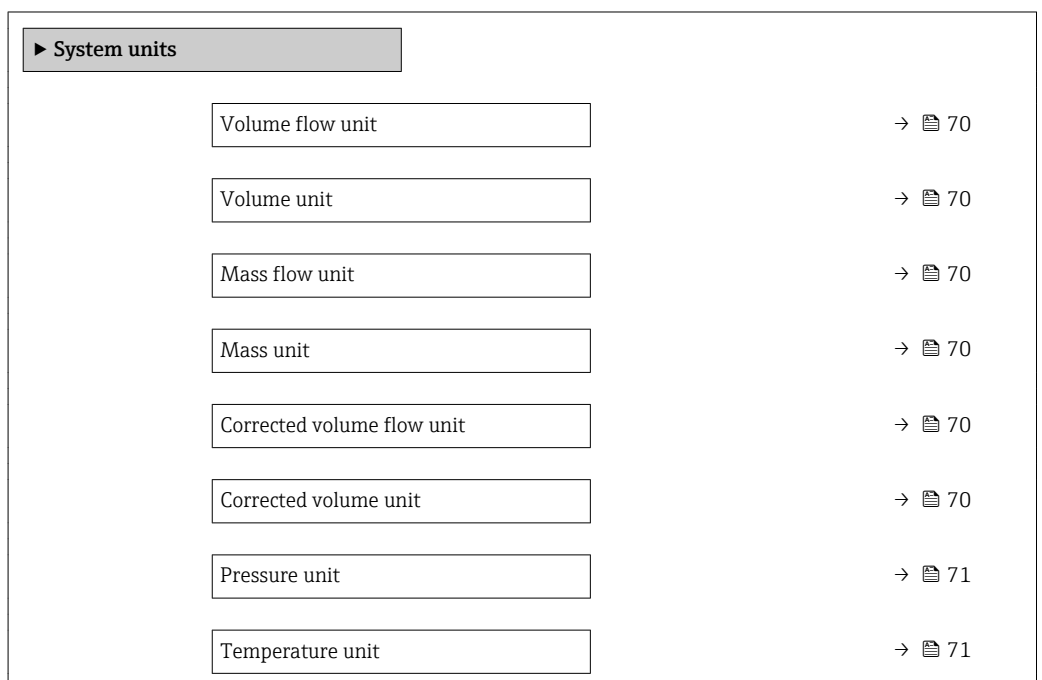 ▶ System units
Volume flow unit → 70
Volume unit → 70
Mass flow unit → 70
Mass unit → 70
Corrected volume flow unit → 70
Corrected volume unit → 70
Pressure unit → 71
Temperature unit → 71